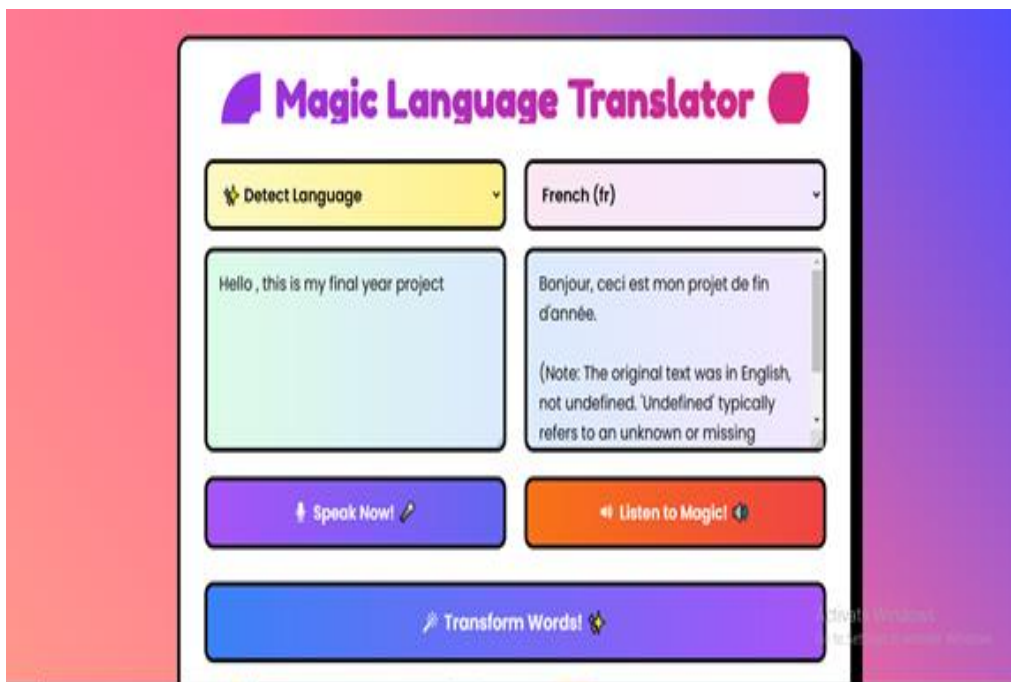 Magic Language Translator
✨ Detect Language
French (fr)
Hello , this is my final year project
Bonjour, ceci est mon projet de fin
d'année.
(Note: The original text was in English,
not undefined. 'Undefined' typically
refers to an unknown or missing
Speak Now!
Listen to Magic!
Transform Words!
Activate Windows